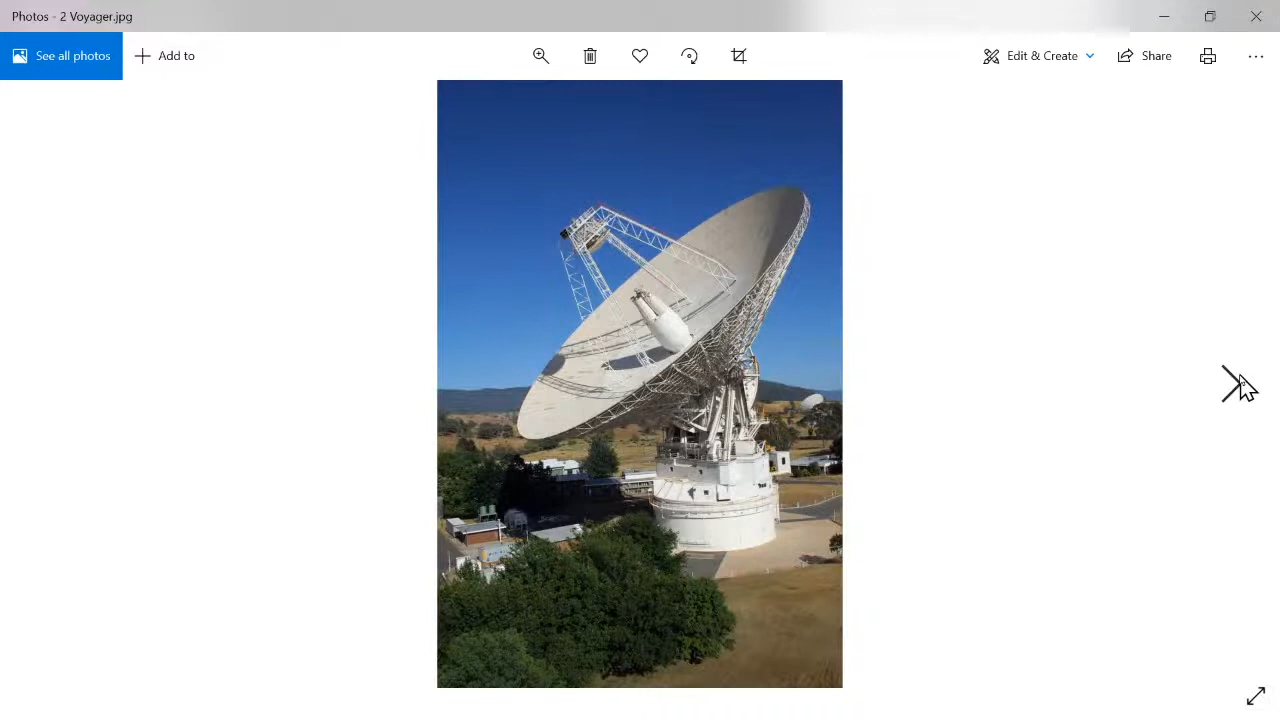 Photos - 2 Voyager.jpg
See all photos
Add to
Edit & Create
Share